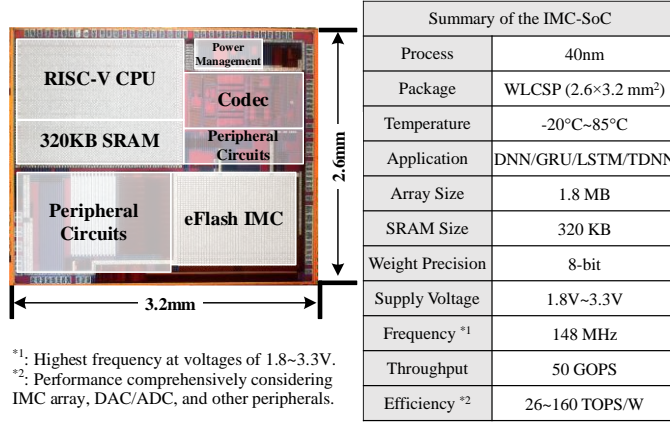 Power
Management
RISC-V CPU
Codec
320KB SRAM
Peripheral
Circuits
Peripheral
Circuits
eFlash IMC
2.6mm
3.2mm
*1: Highest frequency at voltages of 1.8~3.3V.
*2: Performance comprehensively considering
IMC array, DAC/ADC, and other peripherals.
Summary of the IMC-SoC
Process 40nm
Package WLCSP (2.6×3.2 mm²)
Temperature -20°C~85°C
Application DNN/GRU/LSTM/TDNN
Array Size 1.8 MB
SRAM Size 320 KB
Weight Precision 8-bit
Supply Voltage 1.8V~3.3V
Frequency *1 148 MHz
Throughput 50 GOPS
Efficiency *2 26~160 TOPS/W